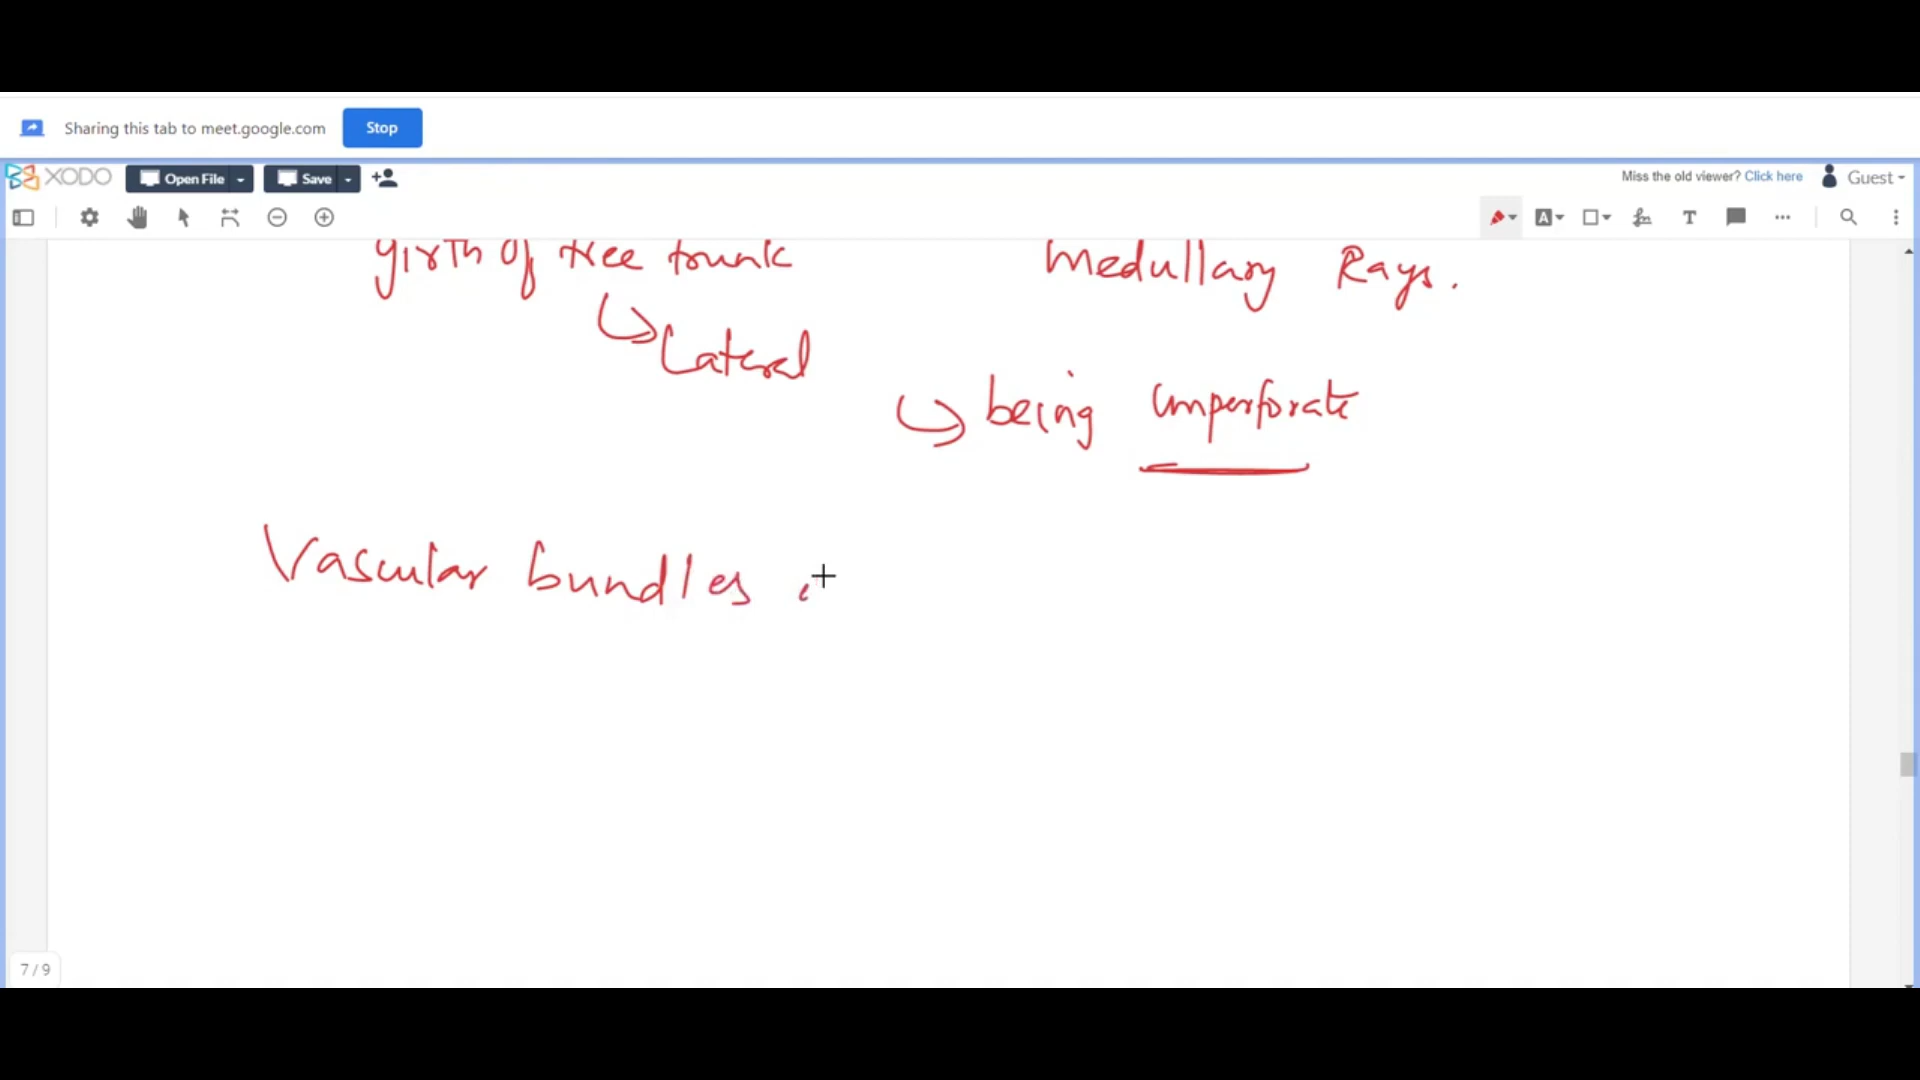 Sharing this tab to meet.google.com Stop
XODO Open File Save Miss the old viewer? Click here Guest
A T
girth of tree trunk
Medullary Rays.
Lateral
being imperforate
Vascular bundles
7 / 9